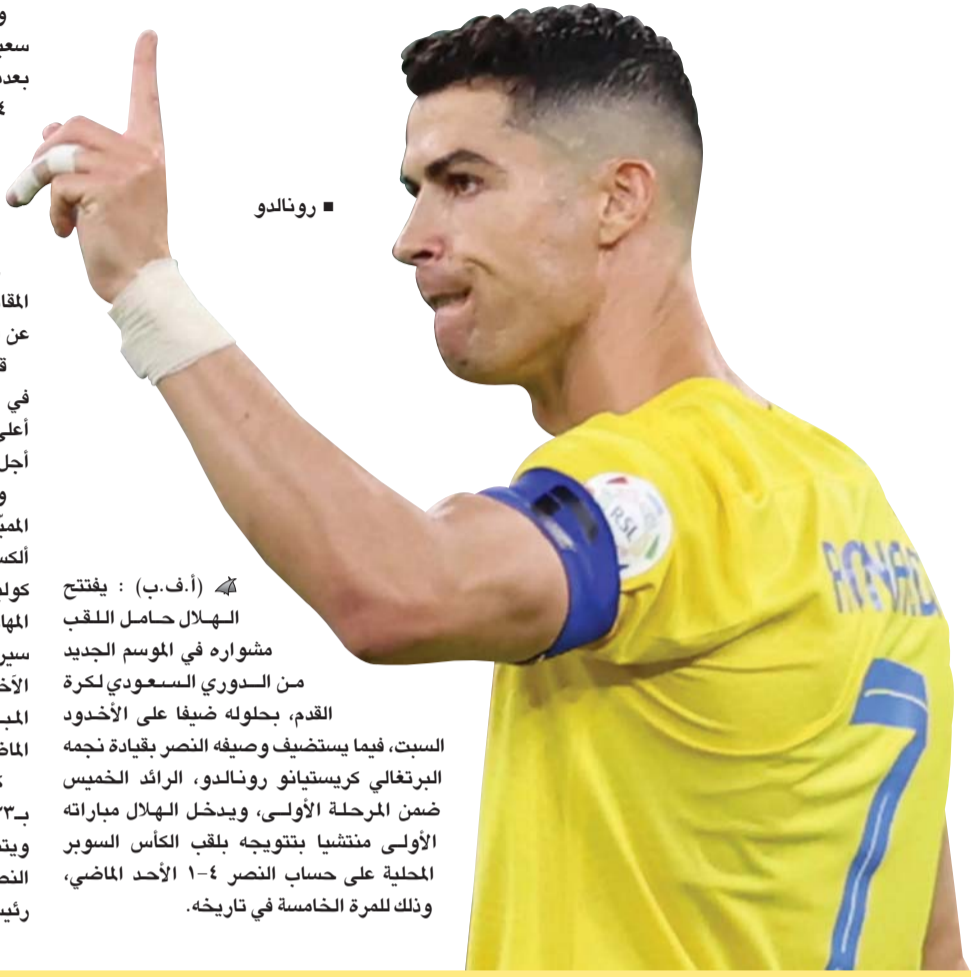 ■ رونالدو
(أ.ف.ب) : يفتتح
الهلال حامل اللقب
مشواره في الموسم الجديد
من الدوري السعودي لكرة
القدم، بحلوله ضيفا على الأخدود
السبت، فيما يستضيف وصيفه النصر بقيادة نجمه
البرتغالي كريستيانو رونالدو، الرائد الخميس
ضمن المرحلة الأولى، ويدخل الهلال مباراته
الأولى منتشيا بتتويجه بلقب الكأس السوبر
المحلية على حساب النصر ٤-١ الأحد الماضي،
وذلك للمرة الخامسة في تاريخه.
عن
في
أجل
RSL
7